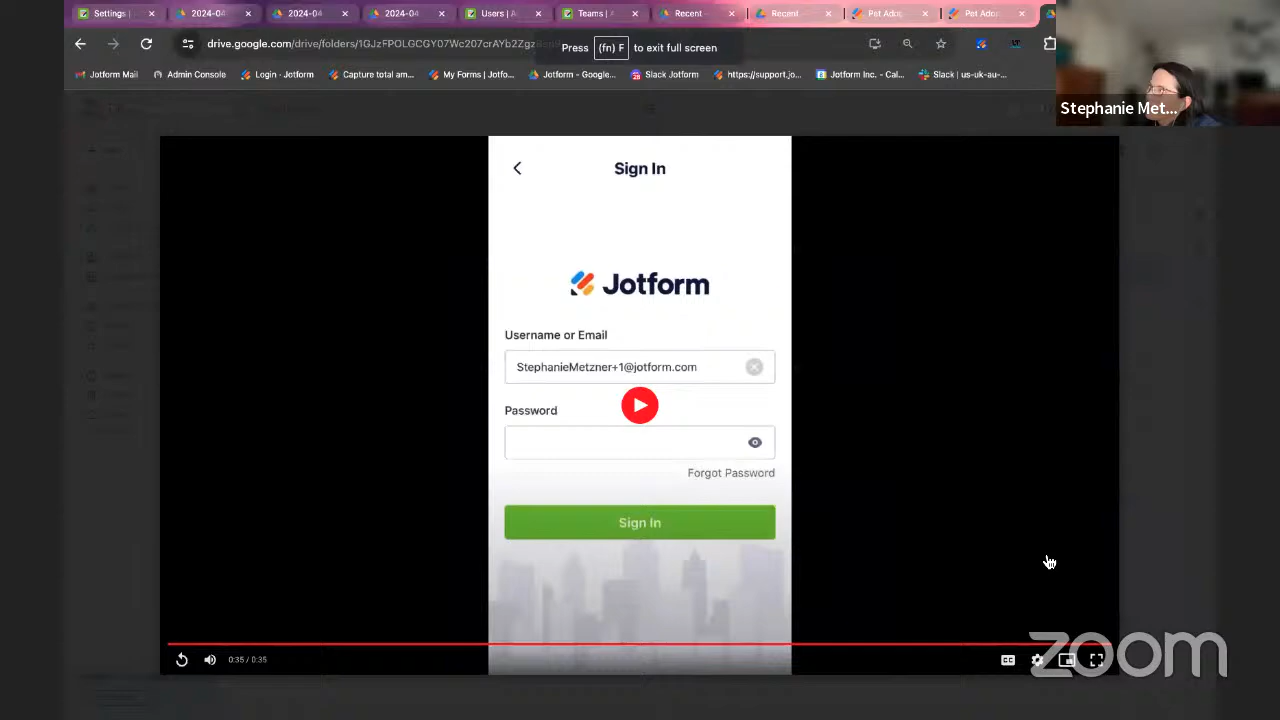 Settings |
2024-04
2024-04
2024-04
Users |
Teams |
Recent
Recent
Pet Ado
Pet Ado
drive.google.com/drive/folders/1GJzFPOLGCGY07Wc207crAYb2Zgz
Press (fn) F to exit full screen
Jotform Mail
Admin Console
Login - Jotform
Capture total am...
My Forms | Jotfo...
Jotform - Google...
Slack Jotform
https://support.jo...
Jotform Inc. - Cal...
Slack | us-uk-au-...
Stephanie Met...
Sign In
Jotform
Username or Email
StephanieMetzner+1@jotform.com
Password
Forgot Password
Sign In
0:35 / 0:35
CC
zoom